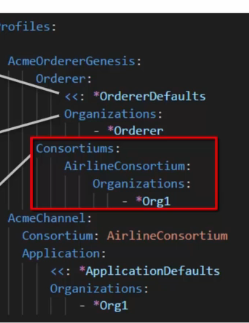 rofiles:
AcmeOrdererGenesis:
Orderer:
<<: *OrdererDefaults
Organizations:
- *Orderer
Consortiums:
AirlineConsortium:
Organizations:
- *Org1
AcmeChannel:
Consortium: AirlineConsortium
Application:
<<: *ApplicationDefaults
Organizations:
- *Org1